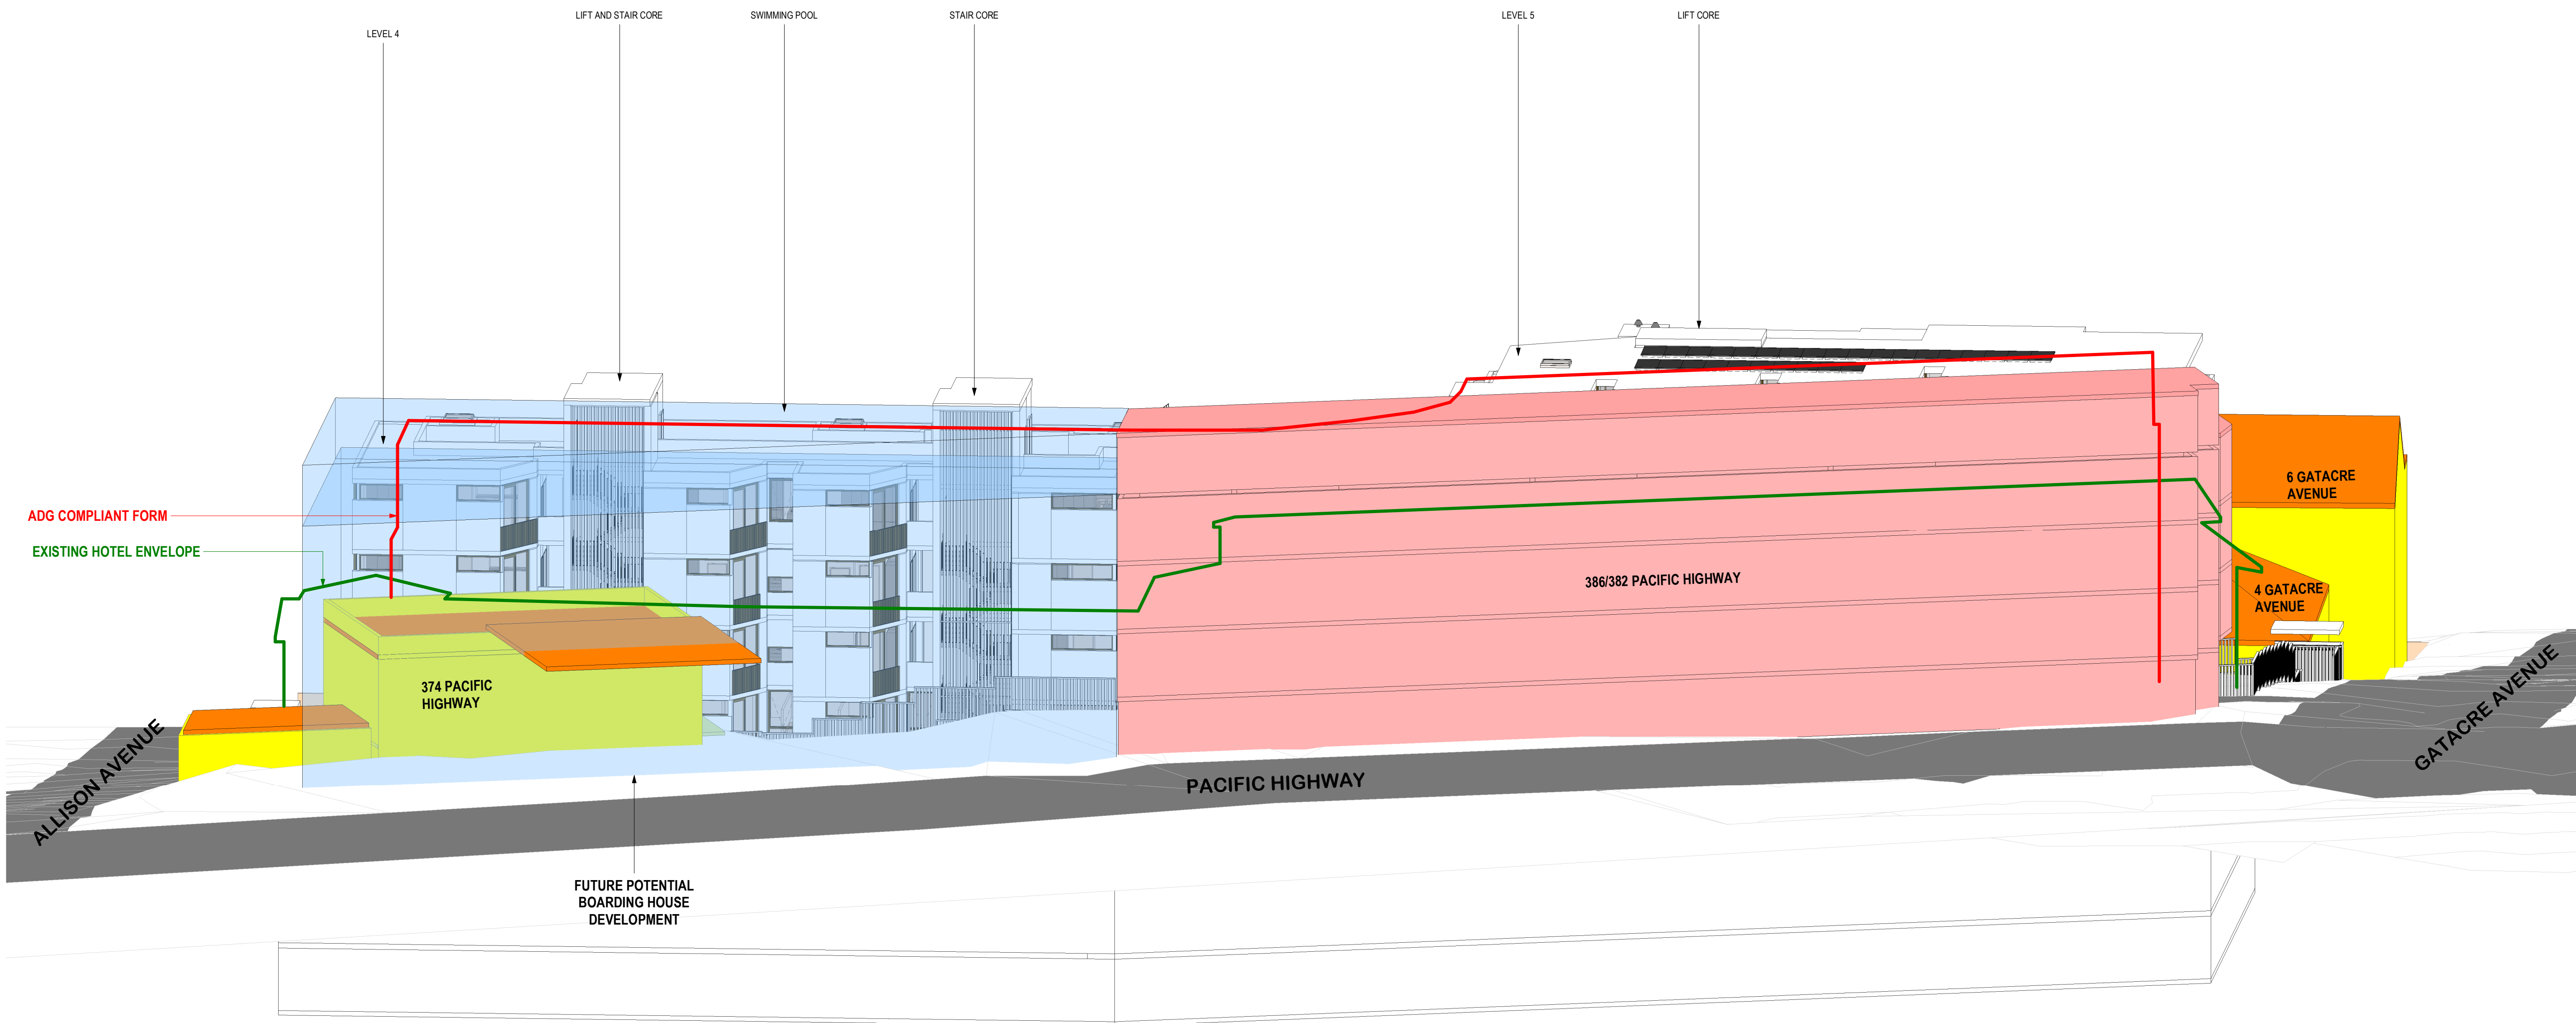 LIFT AND STAIR CORE
SWIMMING POOL
STAIR CORE
LEVEL 5
LIFT CORE
LEVEL 4
ADG COMPLIANT FORM
EXISTING HOTEL ENVELOPE
6 GATACRE
AVENUE
386/382 PACIFIC HIGHWAY
4 GATACRE
AVENUE
374 PACIFIC
HIGHWAY
ALLISON AVENUE
PACIFIC HIGHWAY
GATACRE AVENUE
FUTURE POTENTIAL
BOARDING HOUSE
DEVELOPMENT